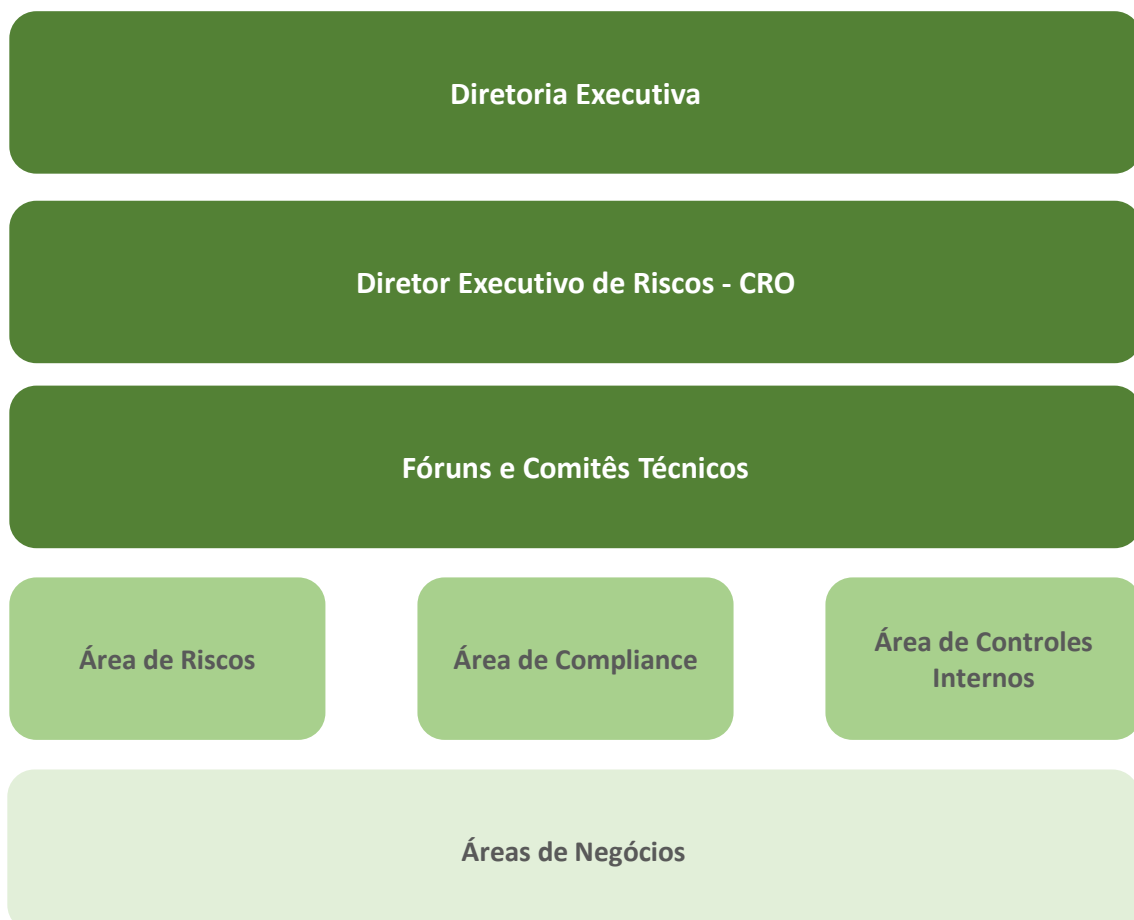 Diretoria Executiva
Diretor Executivo de Riscos - CRO
Fóruns e Comitês Técnicos
Área de Riscos
Área de Compliance
Área de Controles
Internos
Áreas de Negócios